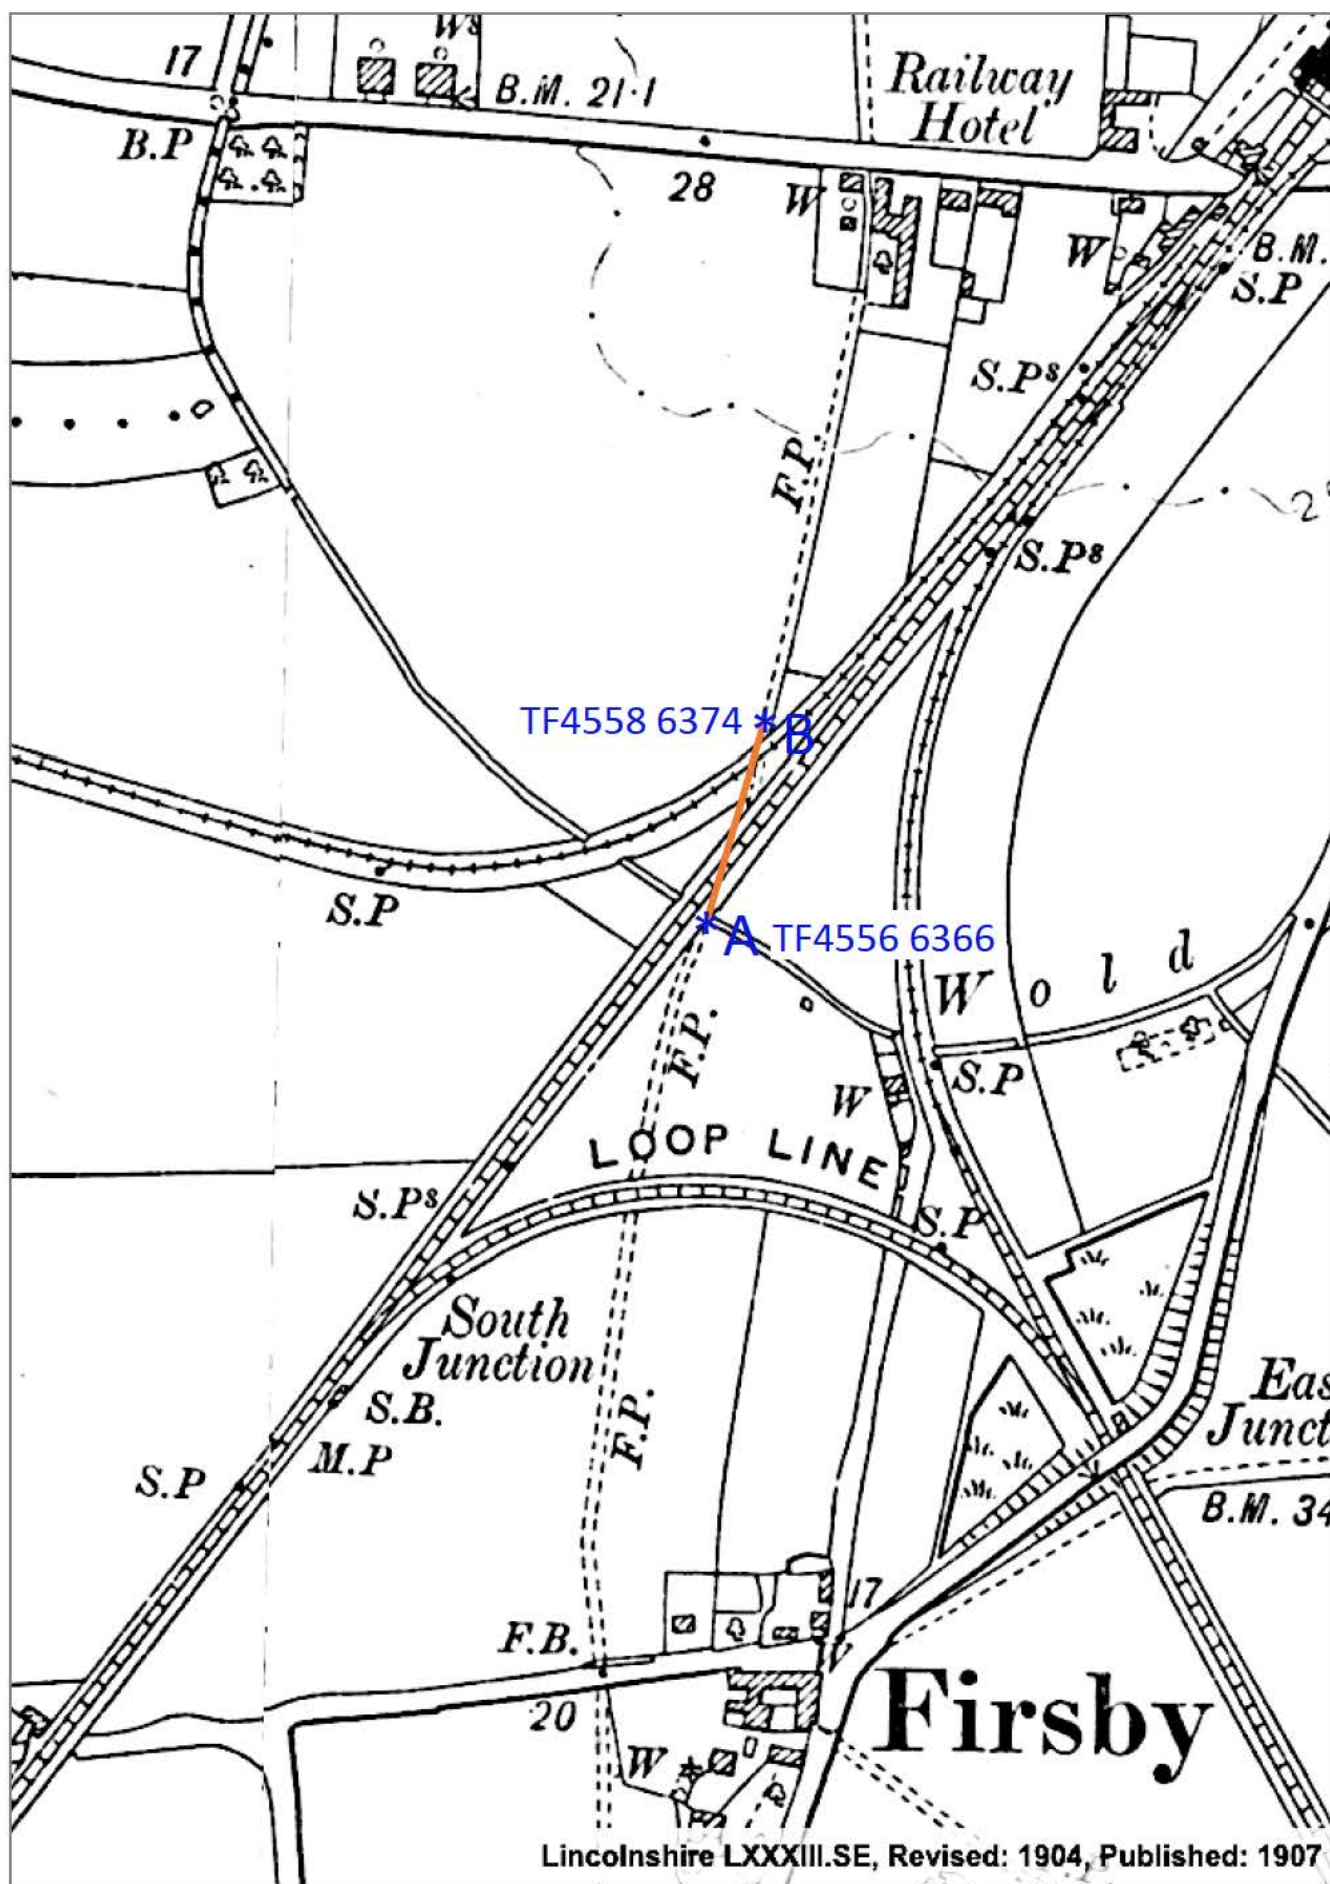 17
Ws
B.M. 21·1
Railway
Hotel
B.P
28
W
W
B.M.
S.P
S.Ps
F.P.
S.Ps
TF4558 6374
B
S.P
A TF4556 6366
Wold
F.P.
S.P
W
LOOP LINE
S.Ps
S.P
South
Junction
S.B.
F.P.
M.P
S.P
Eas
Junct
B.M. 34
17
F.B.
20
Firsby
W
Lincolnshire LXXXIII.SE, Revised: 1904, Published: 1907